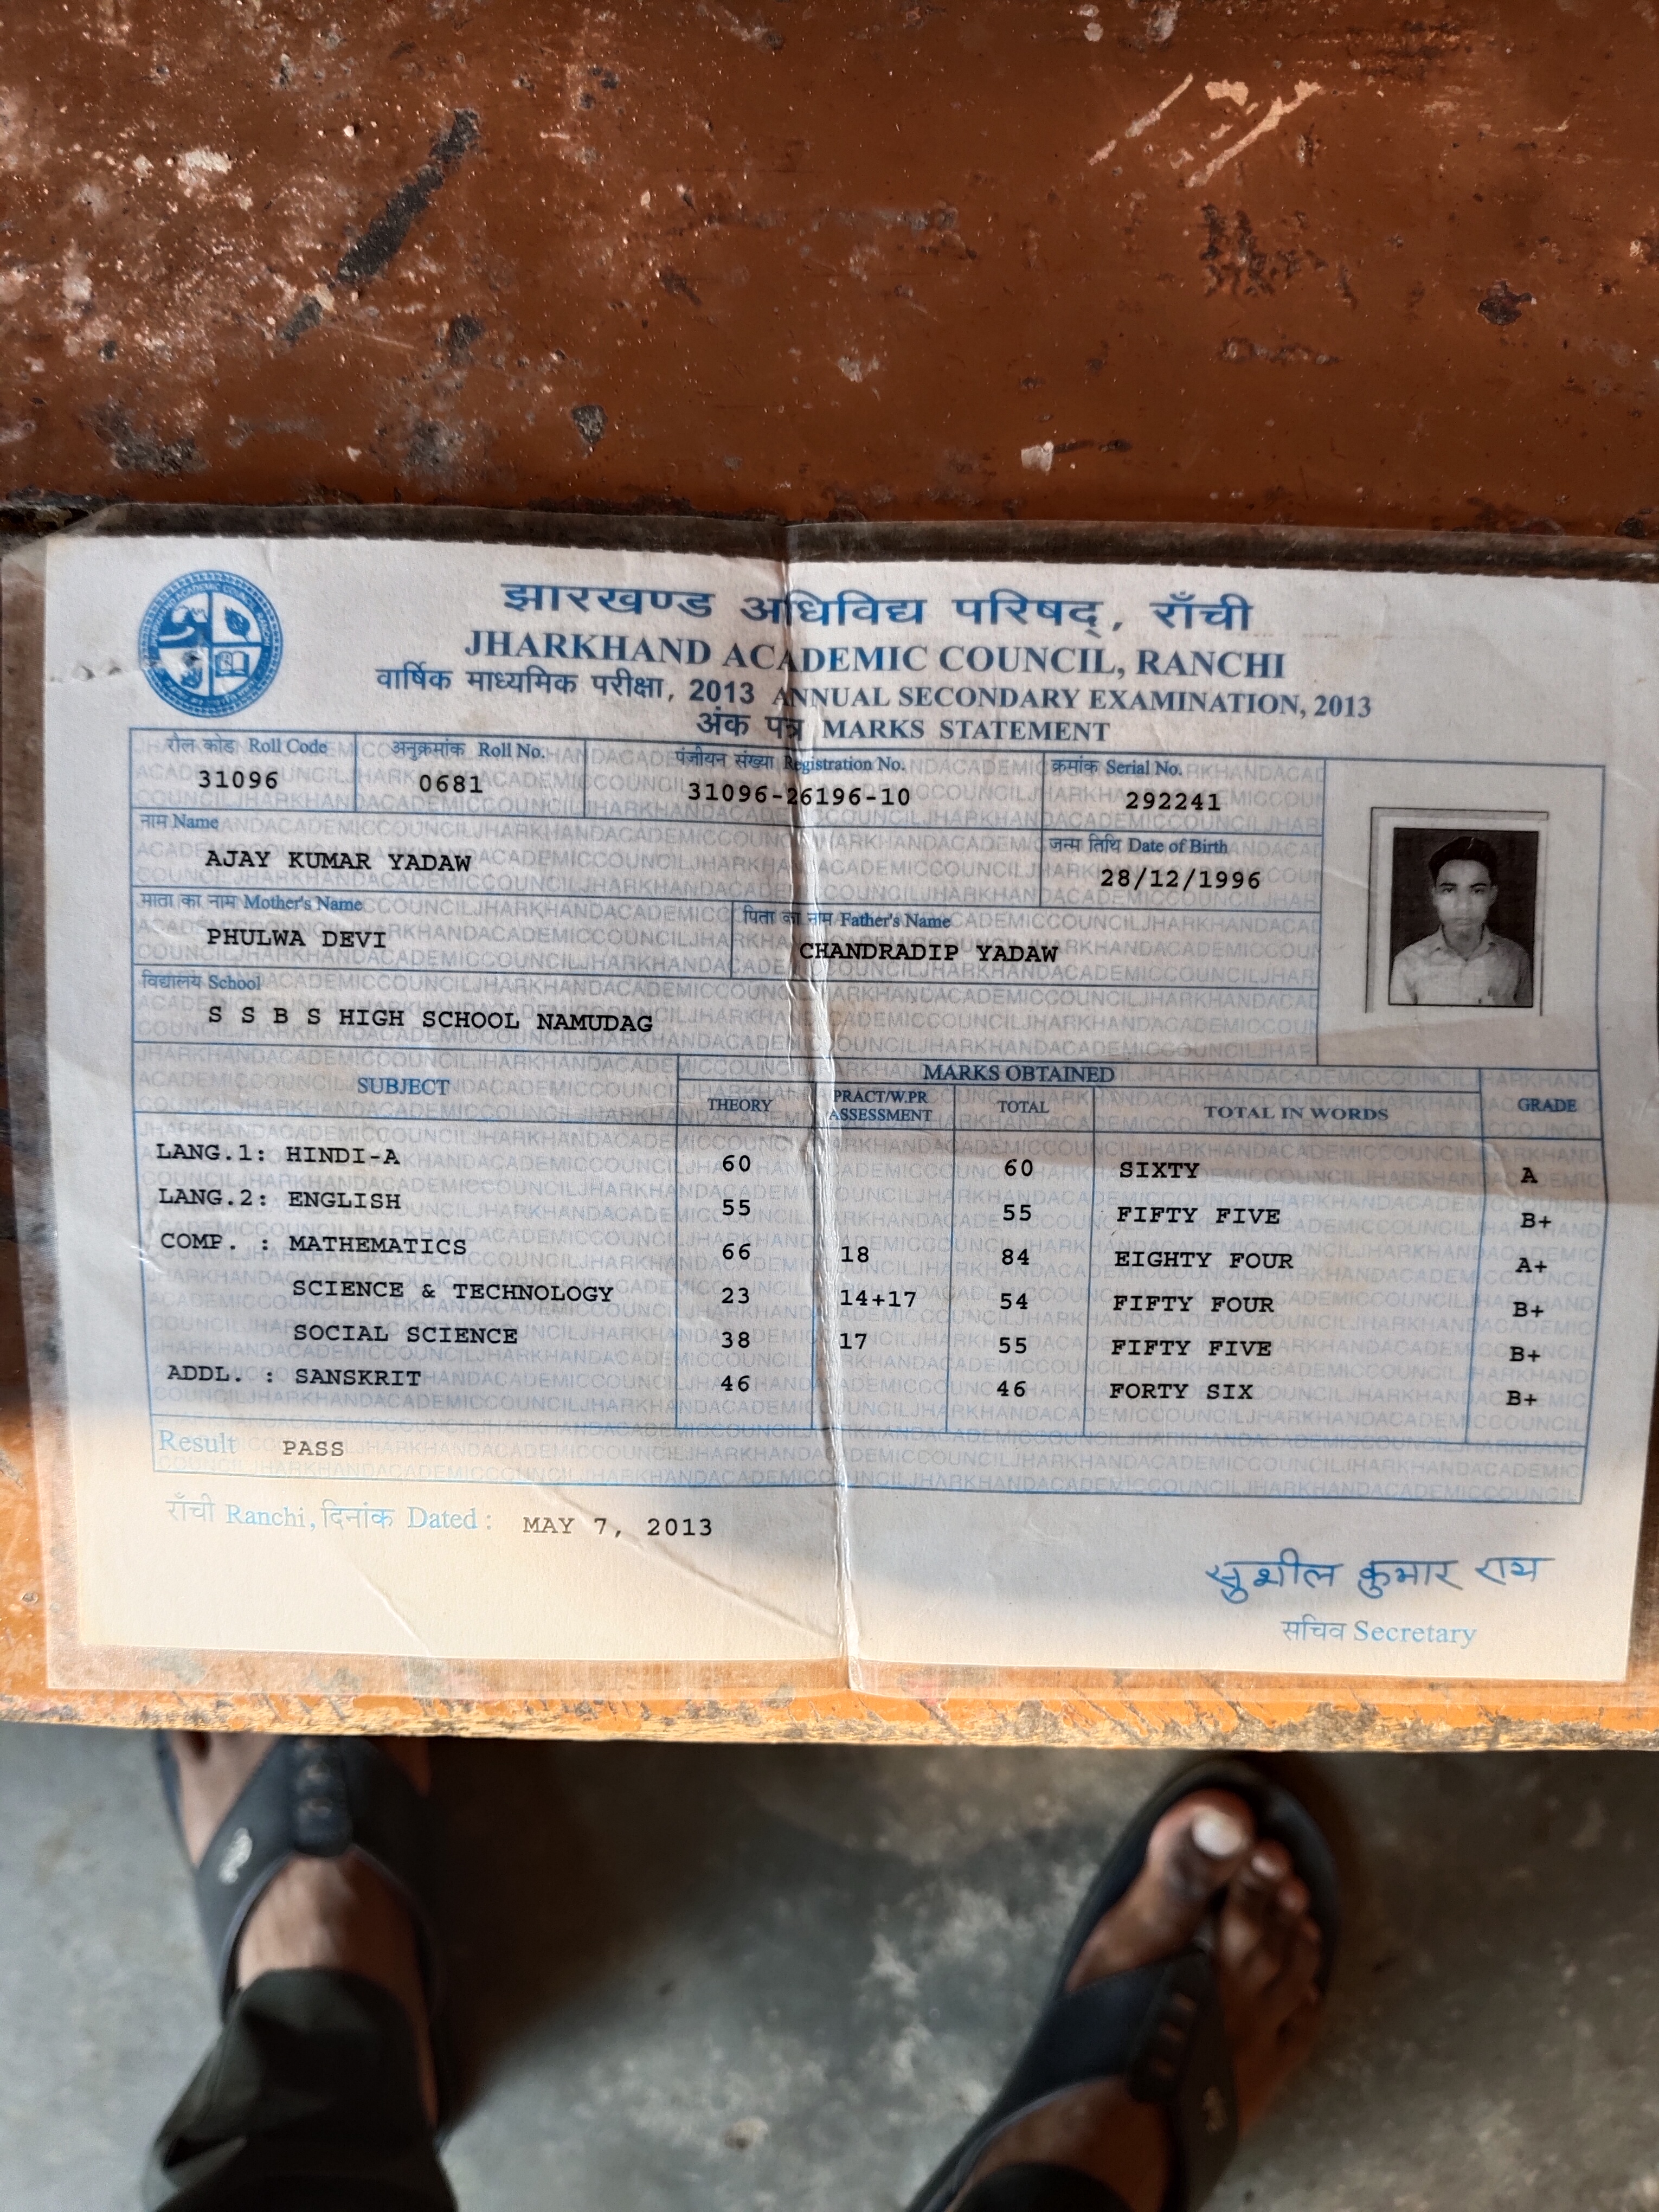 झारखण्ड अधिविद्य परिषद्, राँची
JHARKHAND ACADEMIC COUNCIL, RANCHI
वार्षिक माध्यमिक परीक्षा, 2013 ANNUAL SECONDARY EXAMINATION, 2013
अंक पत्र MARKS STATEMENT
रौल कोड Roll Code अनुक्रमांक Roll No. पंजीयन संख्या Registration No. क्रमांक Serial No.
31096 0681 31096-26196-10 292241
नाम Name जन्म तिथि Date of Birth
AJAY KUMAR YADAW 28/12/1996
माता का नाम Mother's Name पिता का नाम Father's Name
PHULWA DEVI CHANDRADIP YADAW
विद्यालय School
S S B S HIGH SCHOOL NAMUDAG
SUBJECT MARKS OBTAINED GRADE
THEORY PRACT/W.PR ASSESSMENT TOTAL TOTAL IN WORDS
LANG.1: HINDI-A 60 60 SIXTY A
LANG.2: ENGLISH 55 55 FIFTY FIVE B+
COMP. : MATHEMATICS 66 18 84 EIGHTY FOUR A+
SCIENCE & TECHNOLOGY 23 14+17 54 FIFTY FOUR B+
SOCIAL SCIENCE 38 17 55 FIFTY FIVE B+
ADDL. : SANSKRIT 46 46 FORTY SIX B+
Result PASS
राँची Ranchi, दिनांक Dated : MAY 7, 2013
सुशील कुमार राय
सचिव Secretary